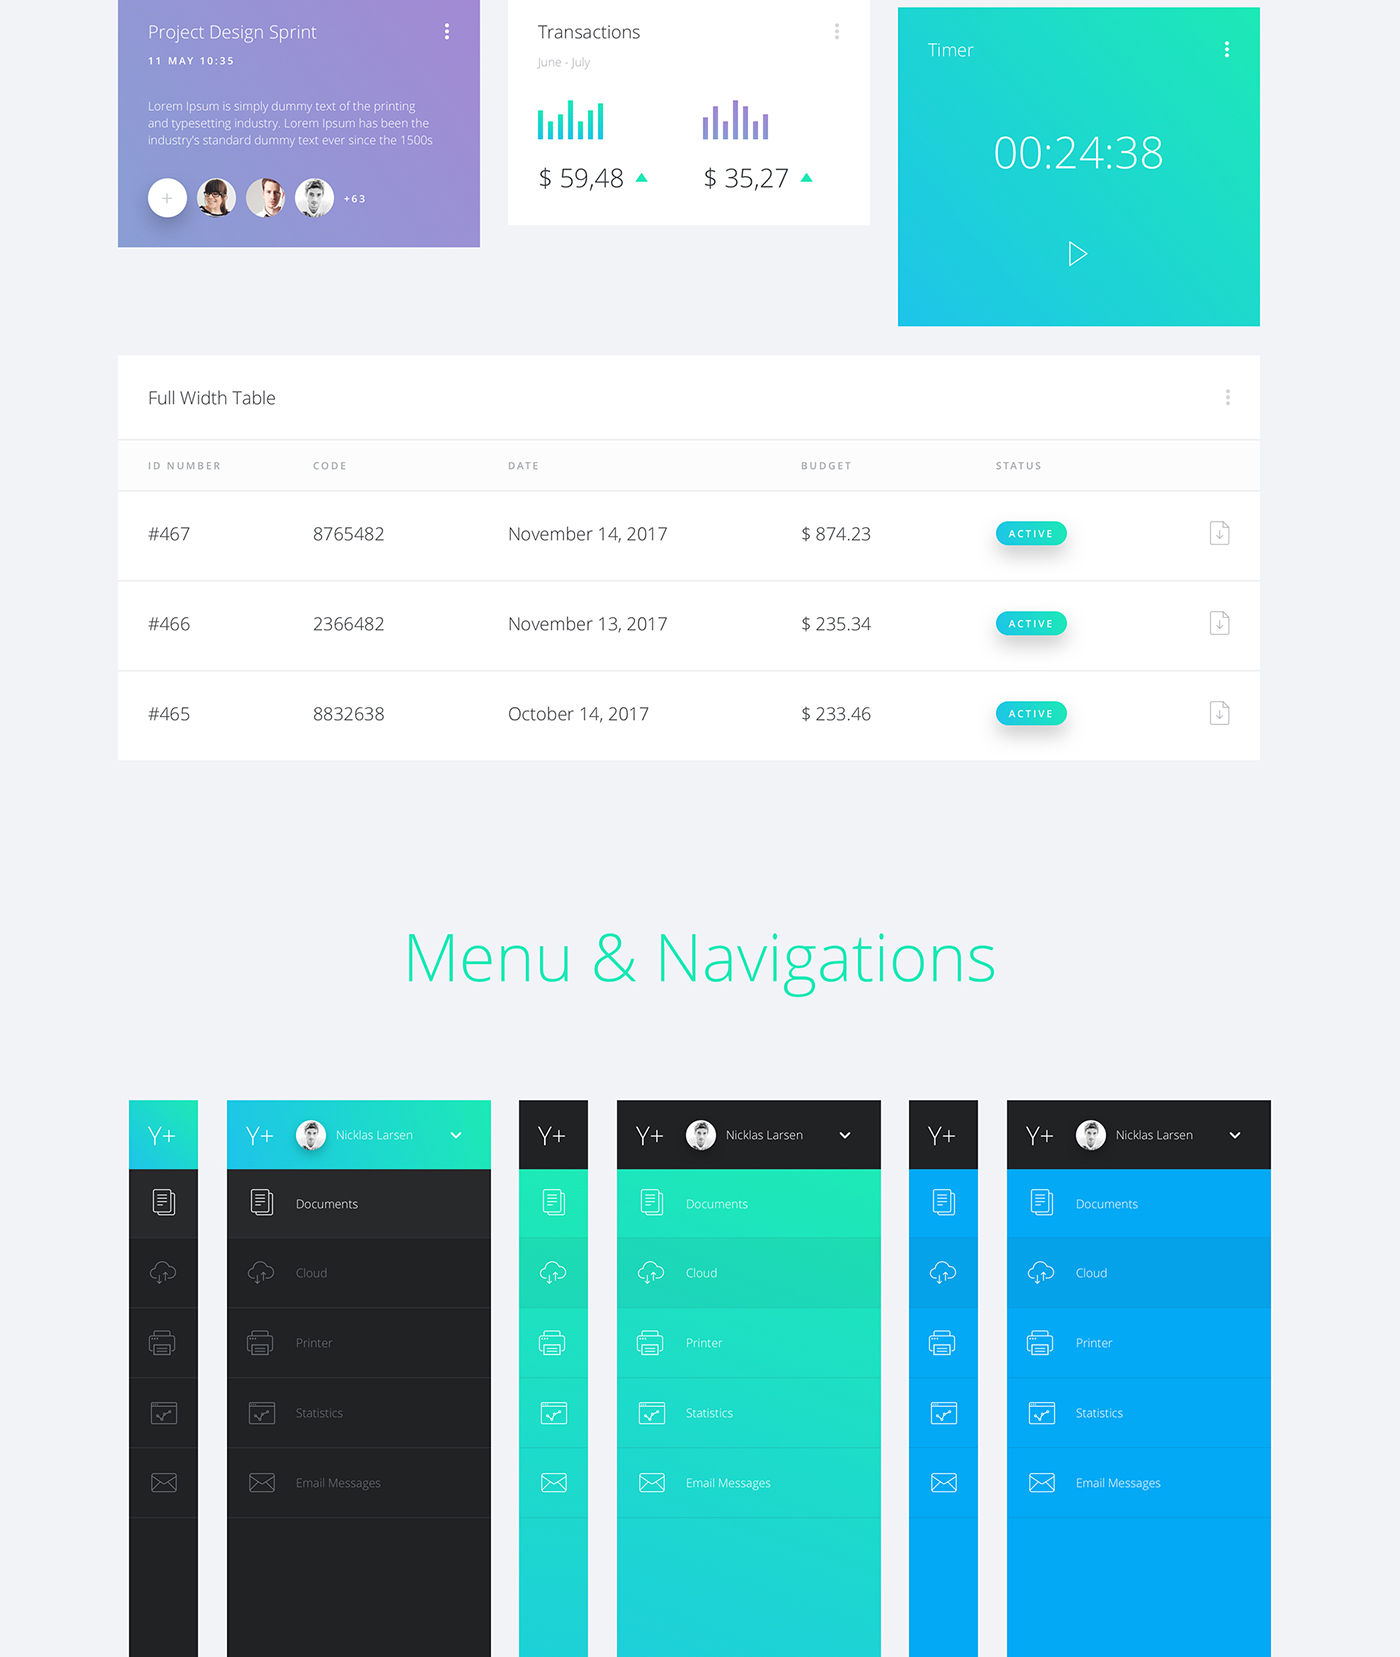 Project Design Sprint
11 MAY 10:35
Lorem Ipsum is simply dummy text of the printing
and typesetting industry. Lorem Ipsum has been the
industry's standard dummy text ever since the 1500s
+
+63
Transactions
June - July
$ 59,48
$ 35,27
Timer
00:24:38
Full Width Table
ID NUMBER CODE DATE BUDGET STATUS
#467 8765482 November 14, 2017 $ 874.23 ACTIVE
#466 2366482 November 13, 2017 $ 235.34 ACTIVE
#465 8832638 October 14, 2017 $ 233.46 ACTIVE
Menu & Navigations
Y+
Y+ Nicklas Larsen
Documents
Cloud
Printer
Statistics
Email Messages
Y+
Y+ Nicklas Larsen
Documents
Cloud
Printer
Statistics
Email Messages
Y+
Y+ Nicklas Larsen
Documents
Cloud
Printer
Statistics
Email Messages